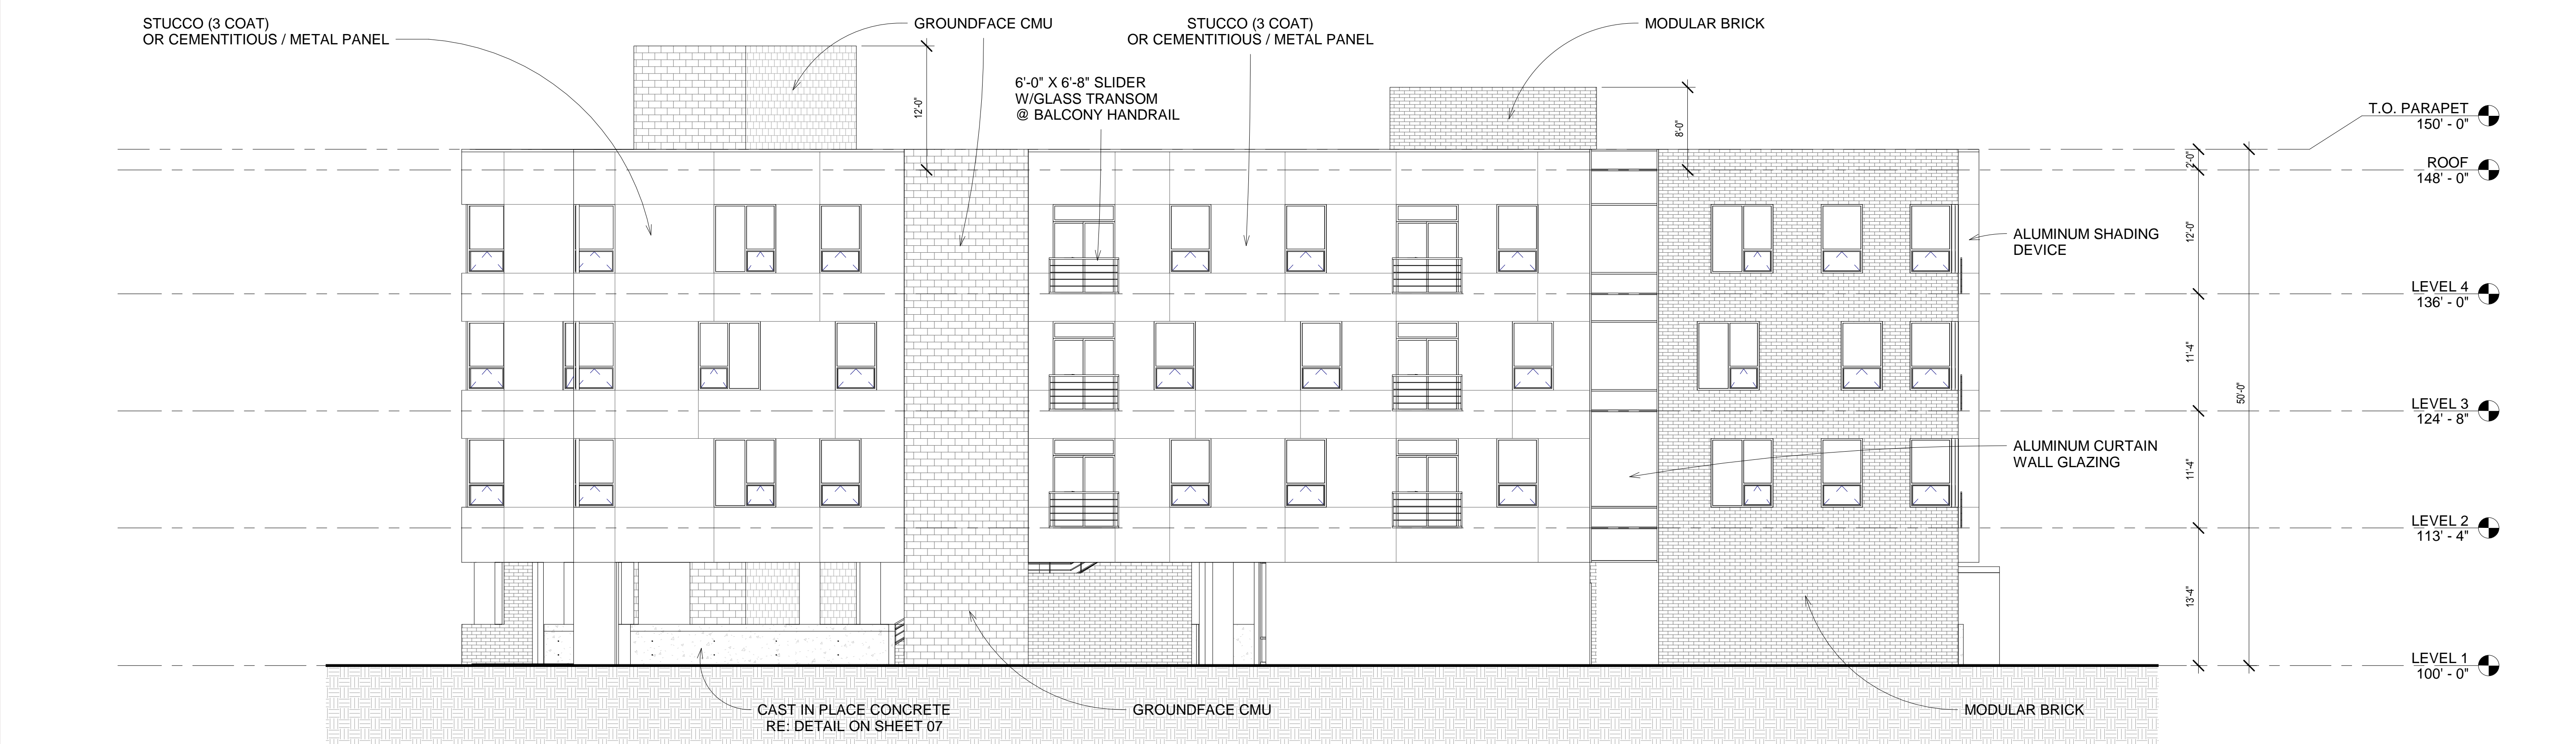 STUCCO (3 COAT)
OR CEMENTITIOUS / METAL PANEL
GROUNDFACE CMU
STUCCO (3 COAT)
OR CEMENTITIOUS / METAL PANEL
MODULAR BRICK
6'-0" X 6'-8" SLIDER
W/GLASS TRANSOM
@ BALCONY HANDRAIL
12'-0"
8'-0"
T.O. PARAPET
150' - 0"
2'-0"
ROOF
148' - 0"
12'-0"
ALUMINUM SHADING
DEVICE
LEVEL 4
136' - 0"
11'-4"
50'-0"
LEVEL 3
124' - 8"
ALUMINUM CURTAIN
WALL GLAZING
11'-4"
LEVEL 2
113' - 4"
13'-4"
LEVEL 1
100' - 0"
CAST IN PLACE CONCRETE
RE: DETAIL ON SHEET 07
GROUNDFACE CMU
MODULAR BRICK